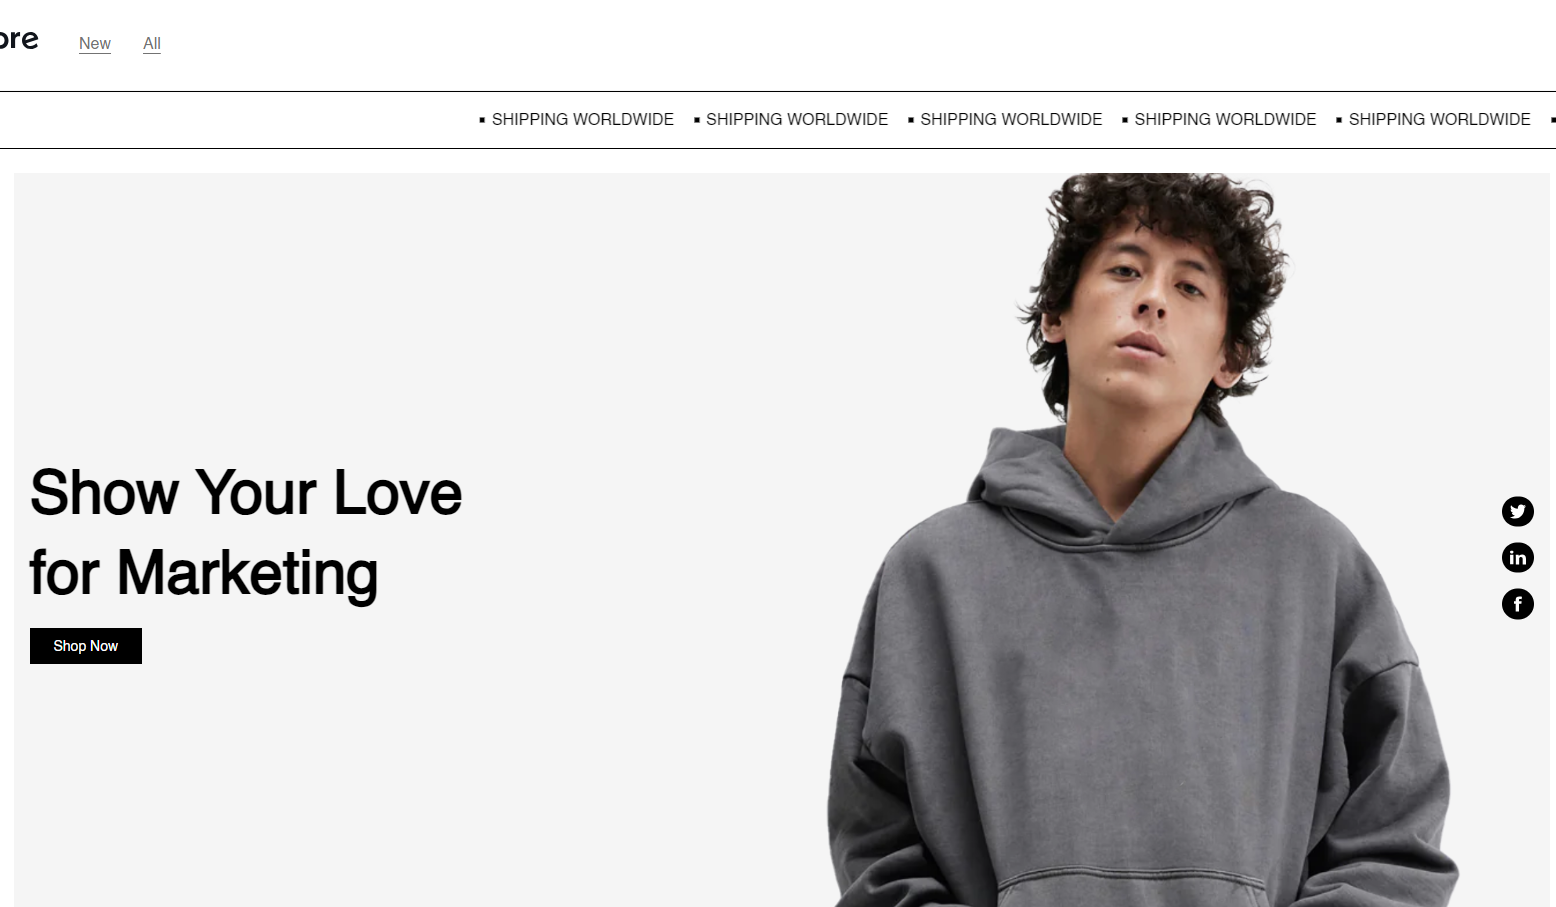 ore New All
▪ SHIPPING WORLDWIDE ▪ SHIPPING WORLDWIDE ▪ SHIPPING WORLDWIDE ▪ SHIPPING WORLDWIDE ▪ SHIPPING WORLDWIDE ▪
Show Your Love
for Marketing
Shop Now
in
f